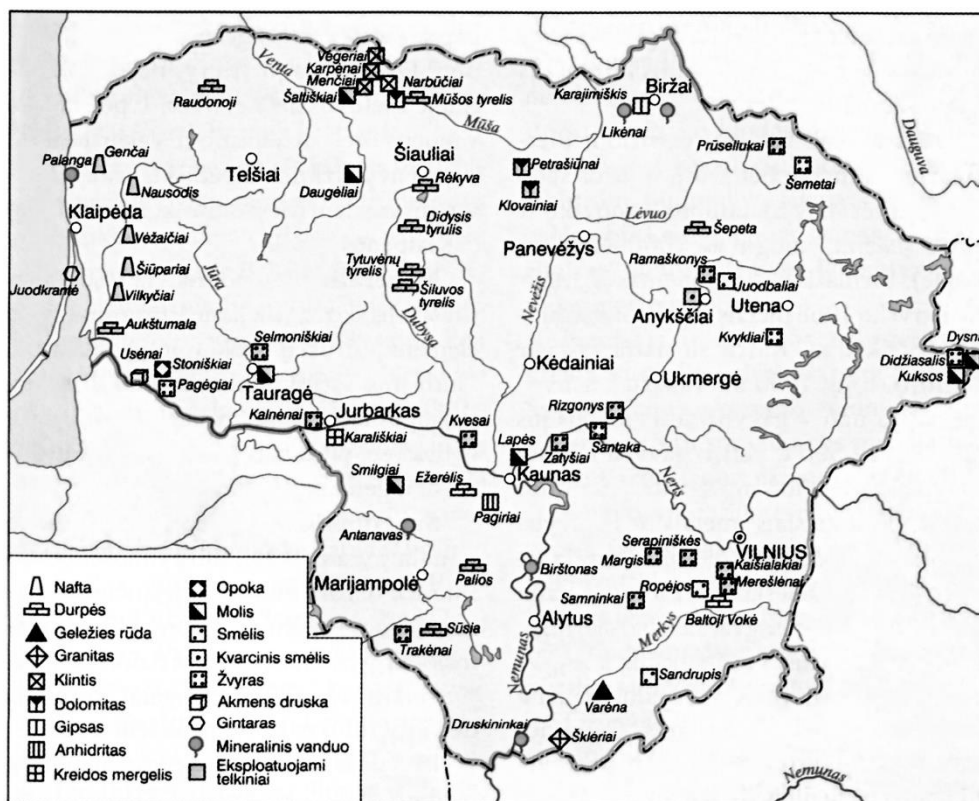 Vegeriai
Karpėnai
Menčiai
Narbūčiai
Šaltiškiai
Mūšos tyrelis
Venta
Mūša
Raudonoji
Karajimiškis
Biržai
Likėnai
Dauguva
Palanga
Genčai
Telšiai
Šiauliai
Rėkyva
Petrašiūnai
Prūseliukai
Šametai
Nausodis
Daugėliai
Klovainiai
Klaipėda
Vėžaičiai
Didysis
tyrulis
Lėvuo
Šepeta
Panevėžys
Ramaškonys
Šiūpariai
Jūra
Tytuvėnų
tyrelis
Šiluvos
tyrelis
Juodkrantė
Vilkyčiai
Dubysa
Nevėžis
Juodbaliai
Utena
Anykščiai
Aukštumala
Kvykliai
Usėnai
Stoniškiai
Selmoniškiai
Kėdainiai
Ukmergė
Dysna
Didžiasalis
Kuksos
Pagėgiai
Tauragė
Kalnėnai
Jurbarkas
Kvesai
Rizgonys
Karališkiai
Lapės
Zatyšiai
Santaka
Smilgiai
Ežerėlis
Kaunas
Neris
Pagiriai
Antanavas
Serapiniškės
VILNIUS
Margis
Kaišialakiai
Marijampolė
Palios
Birštonas
Ropėjos
Merešlėnai
Samninkai
Alytus
Baltoji Vokė
Sūsia
Trakėnai
Merkys
Nemunas
Sandrupis
Varėna
Druskininkai
Šklėriai
Nemunas
Nafta
Durpės
Geležies rūda
Granitas
Klintis
Dolomitas
Gipsas
Anhidritas
Kreidos mergelis
Opoka
Molis
Smėlis
Kvarcinis smėlis
Žvyras
Akmens druska
Gintaras
Mineralinis vanduo
Eksploatuojami
telkiniai